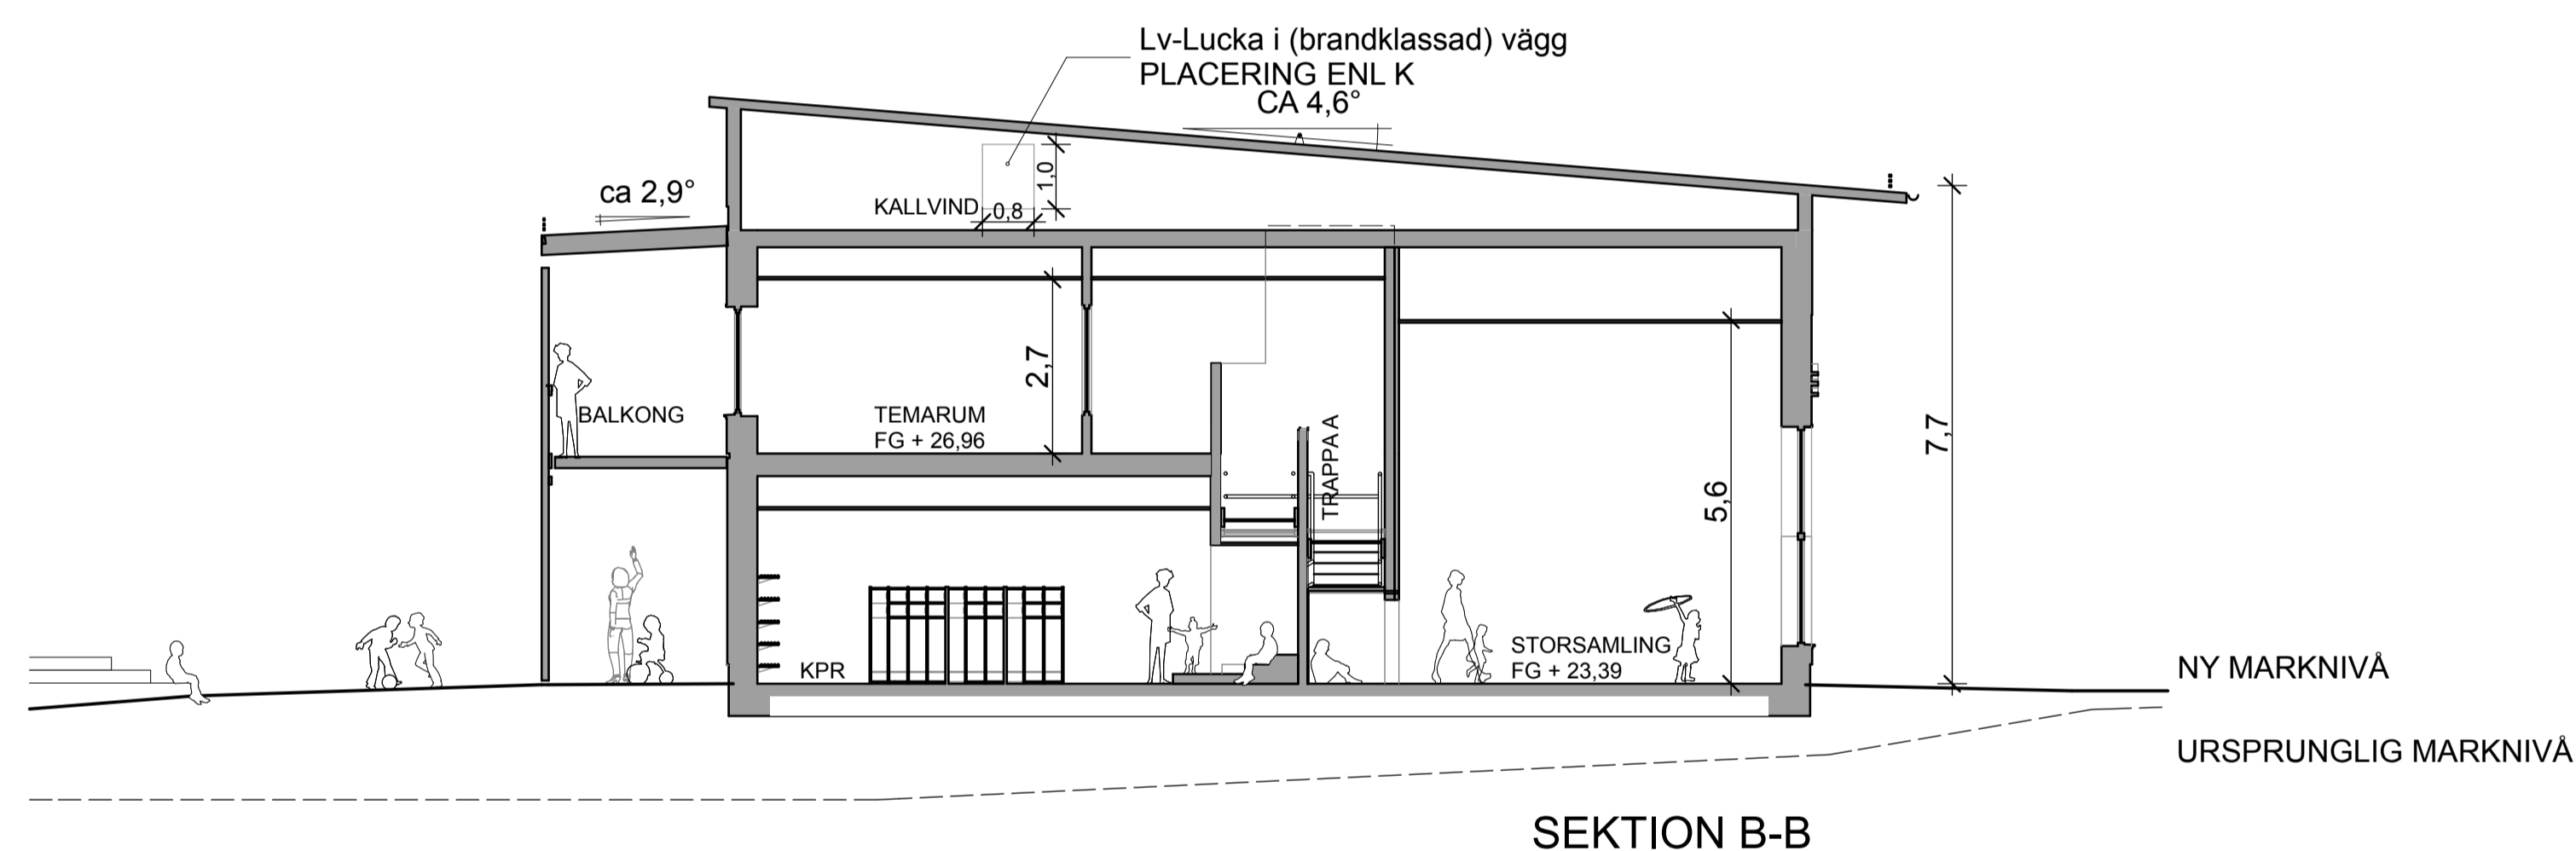 Lv-Lucka i (brandklassad) vägg
PLACERING ENL K
CA 4,6°
ca 2,9°
KALLVIND
0,8
1,0
BALKONG
TEMARUM
FG + 26,96
2,7
TRAPPA A
5,6
7,7
KPR
STORSAMLING
FG + 23,39
NY MARKNIVÅ
URSPRUNGLIG MARKNIVÅ
SEKTION B-B